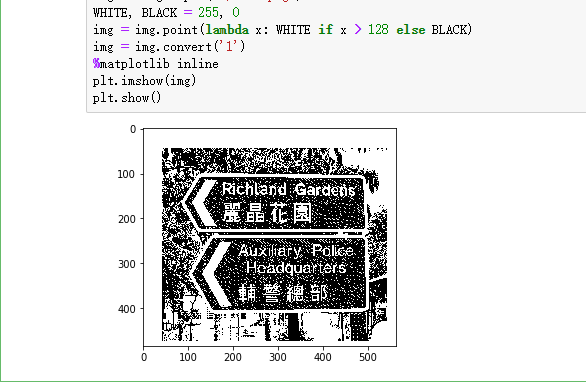 WHITE, BLACK = 255, 0
img = img.point(lambda x: WHITE if x > 128 else BLACK)
img = img.convert('1')
%matplotlib inline
plt.imshow(img)
plt.show()
0
100
200
300
400
Richland Gardens
麗晶花園
Auxiliary Police
Headquarters
輔警總部
0 100 200 300 400 500